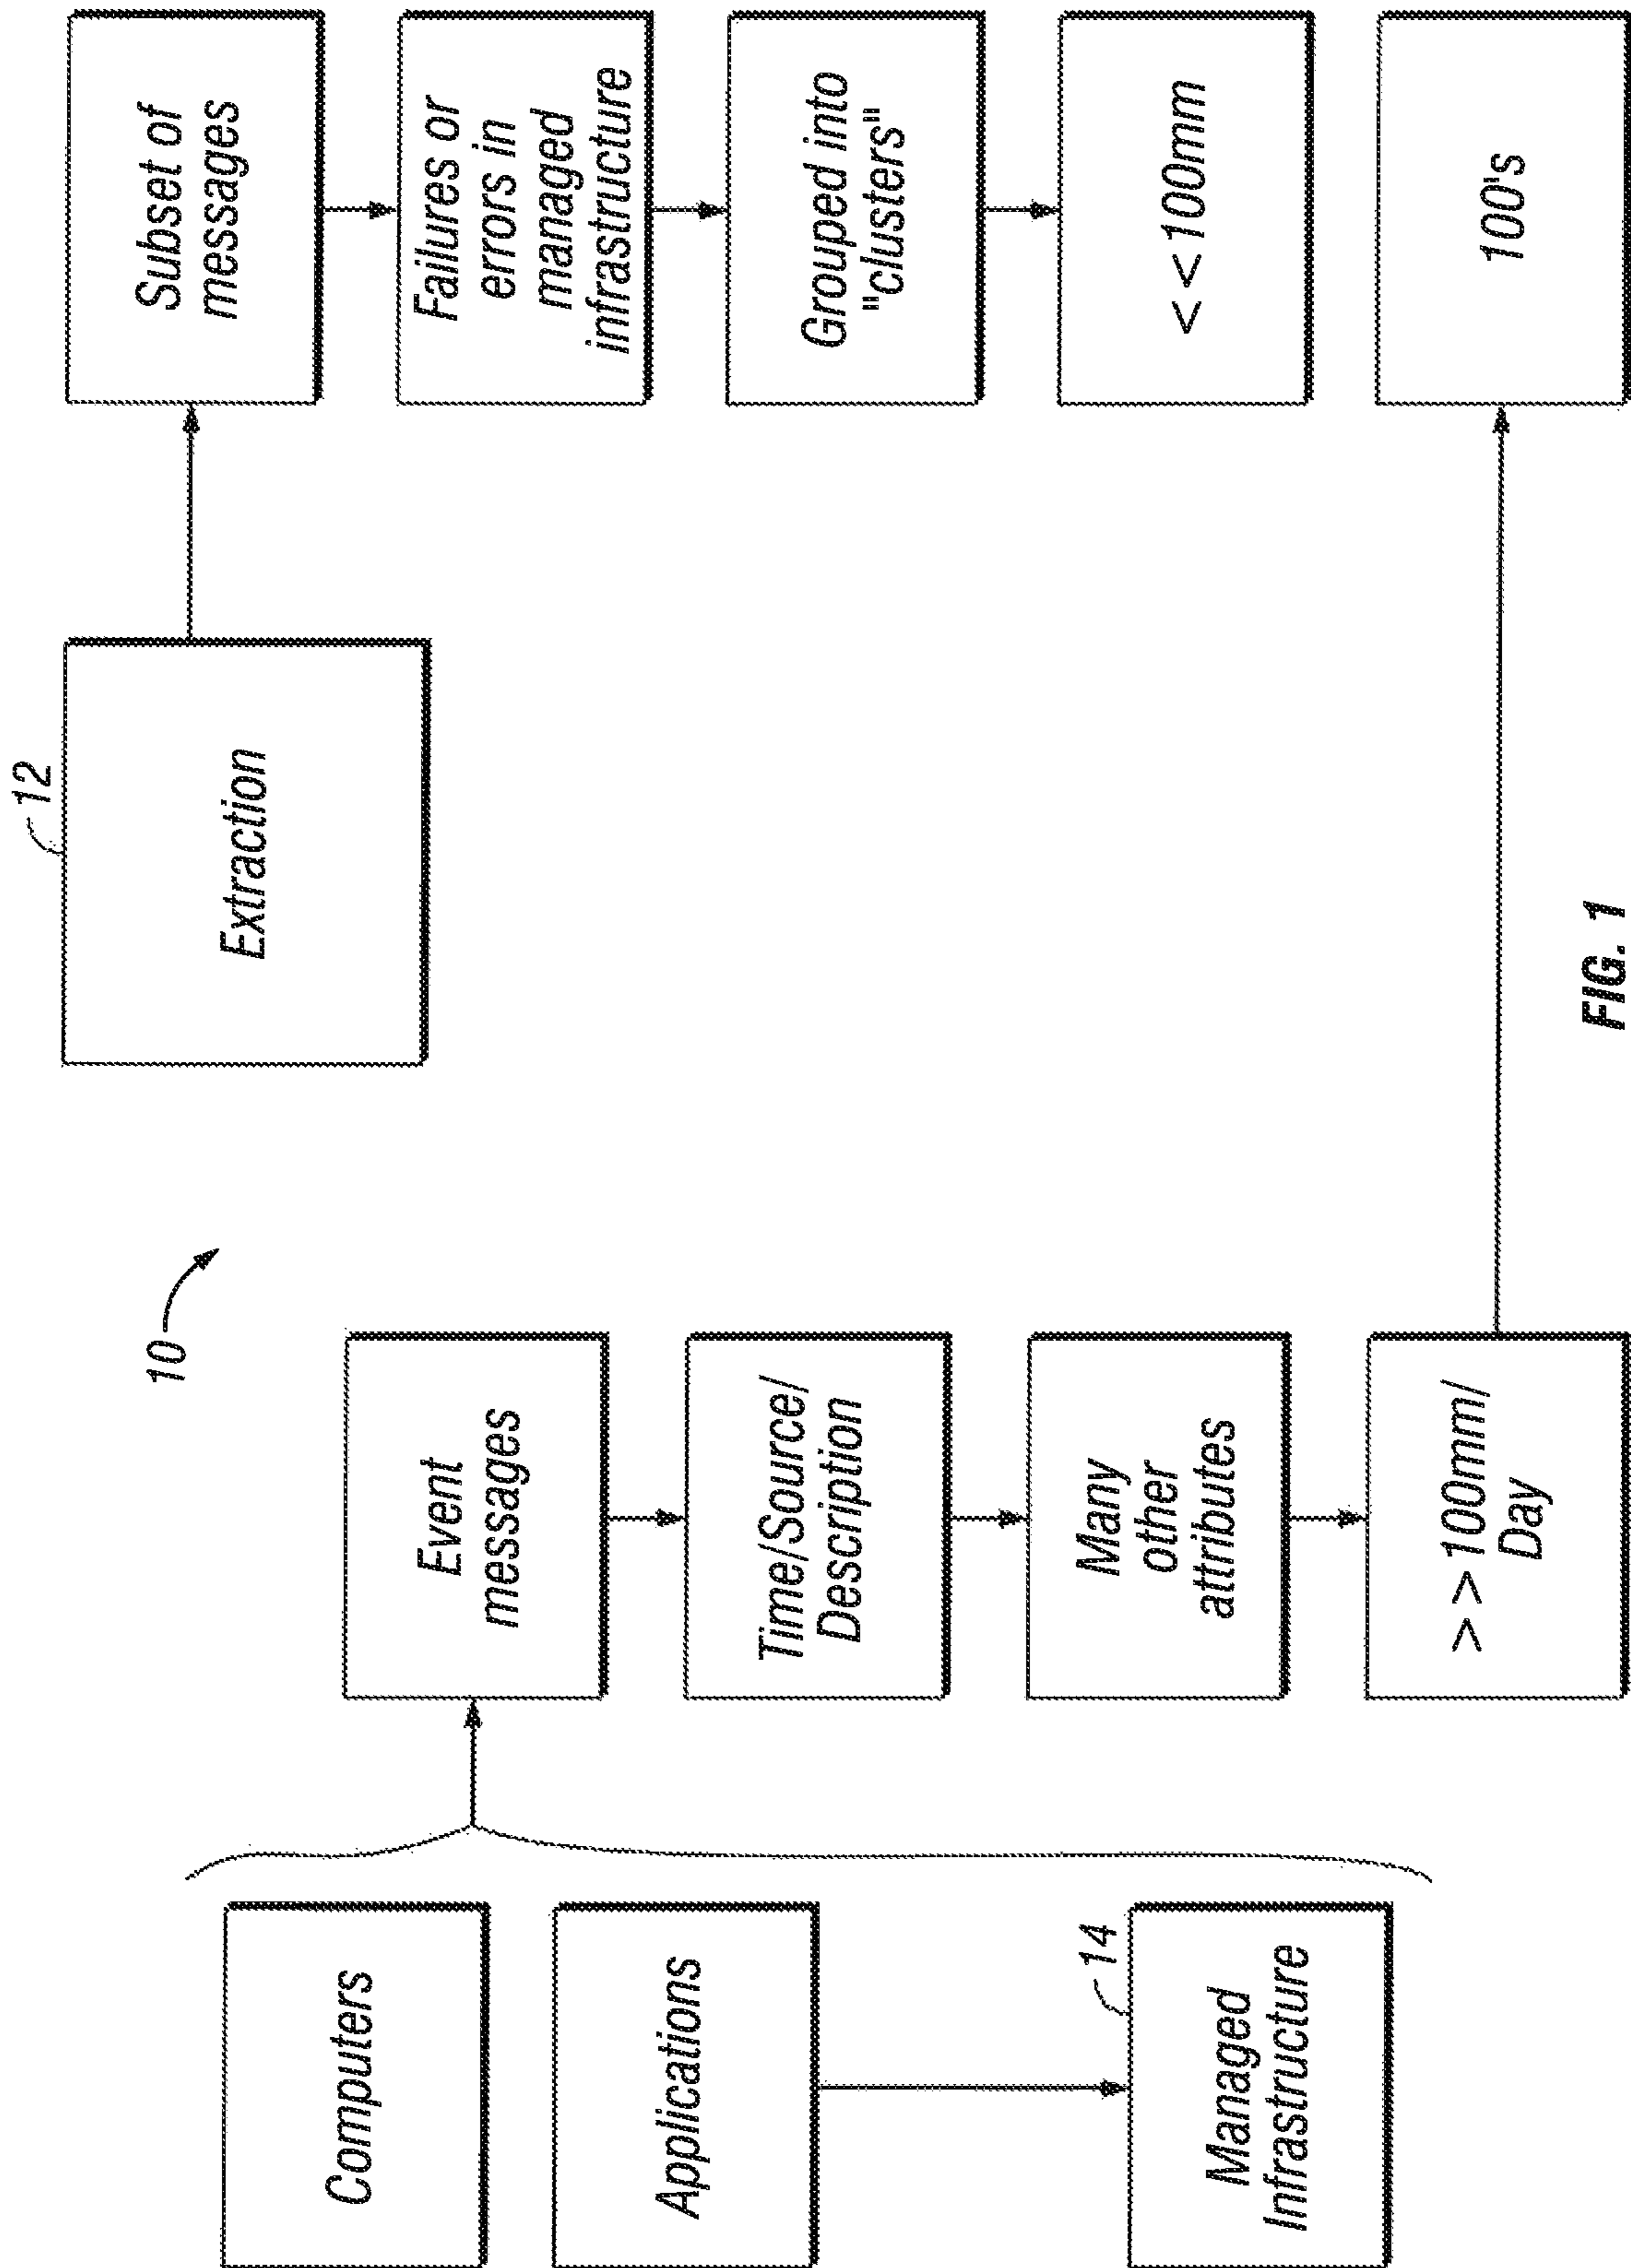 Computers
Applications
14
Managed
Infrastructure
10
Event
messages
Time/Source/
Description
Many
other
attributes
>>100mm/
Day
12
Extraction
Subset of
messages
Failures or
errors in
managed
infrastructure
Grouped into
"clusters"
<<100mm
100's
FIG. 1